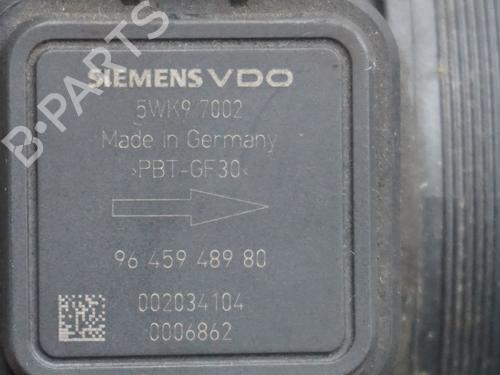 B-PARTS
SIEMENS VDO
5WK9 7002
Made in Germany
>PBT-GF30<
96 459 489 80
002034104
0006862